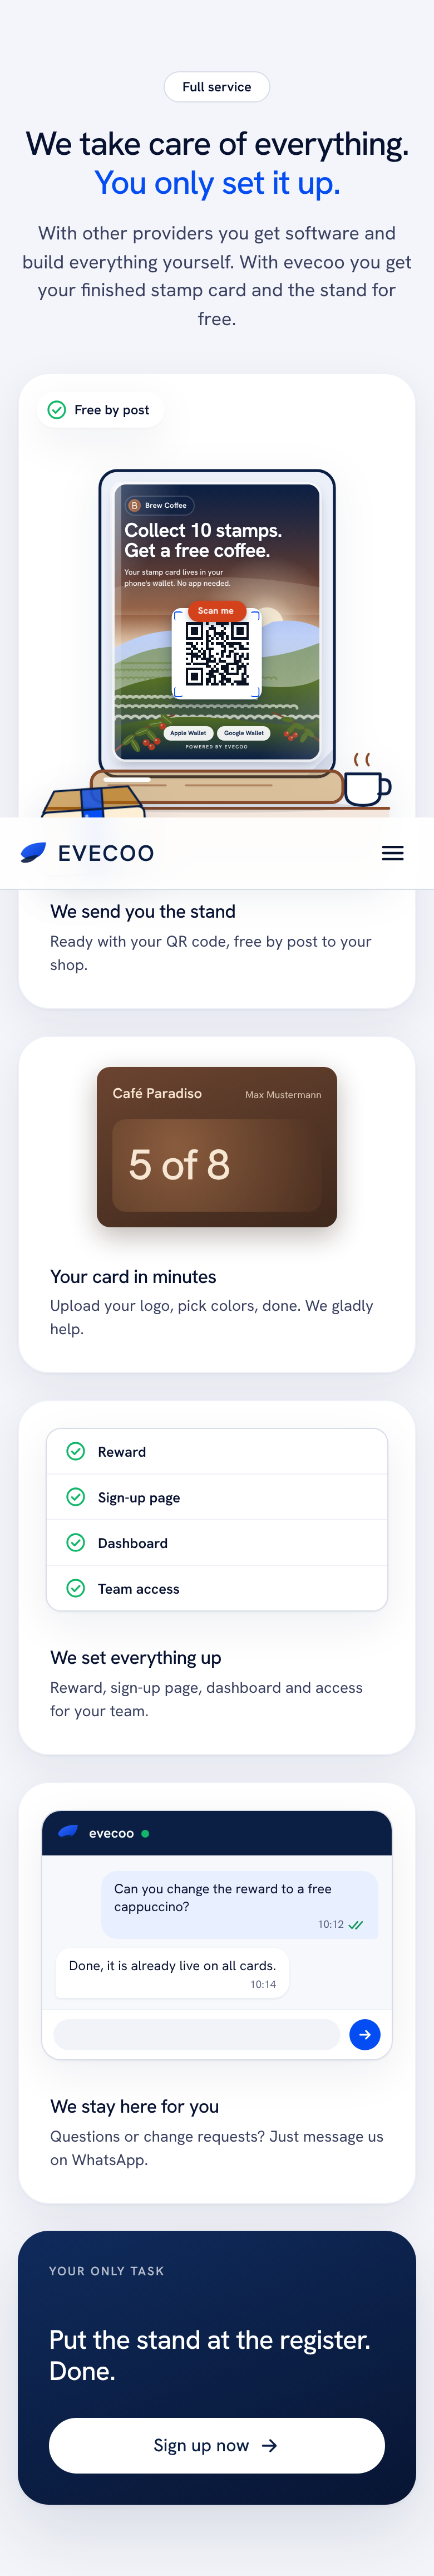 Full service
We take care of everything.
You only set it up.
With other providers you get software and
build everything yourself. With evecoo you get
your finished stamp card and the stand for
free.
Free by post
B Brew Coffee
Collect 10 stamps.
Get a free coffee.
Your stamp card lives in your
phone's wallet. No app needed.
Scan me
Apple Wallet Google Wallet
POWERED BY EVECOO
EVECOO
We send you the stand
Ready with your QR code, free by post to your
shop.
Café Paradiso Max Mustermann
5 of 8
Your card in minutes
Upload your logo, pick colors, done. We gladly
help.
Reward
Sign-up page
Dashboard
Team access
We set everything up
Reward, sign-up page, dashboard and access
for your team.
evecoo
Can you change the reward to a free
cappuccino?
10:12
Done, it is already live on all cards.
10:14
We stay here for you
Questions or change requests? Just message us
on WhatsApp.
YOUR ONLY TASK
Put the stand at the register.
Done.
Sign up now